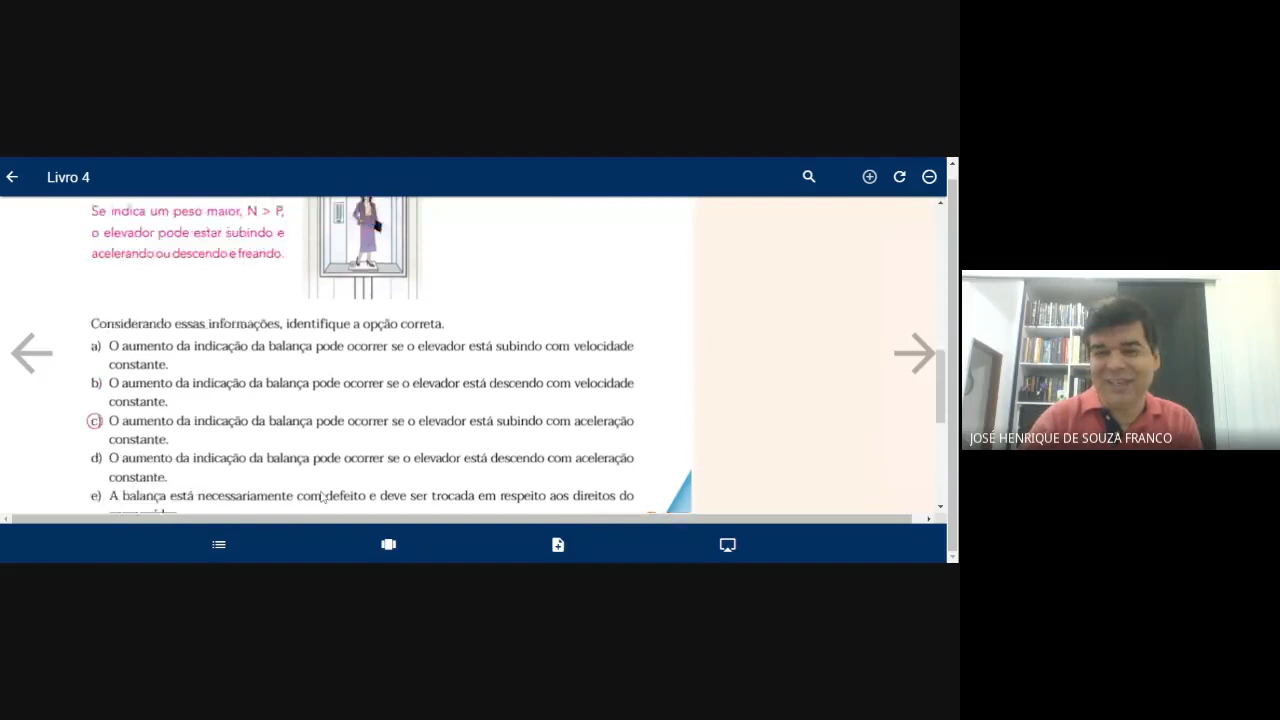 Livro 4
Se indica um peso maior, N > P,
o elevador pode estar subindo e
acelerando ou descendo e freando.
Considerando essas informações, identifique a opção correta.
a) O aumento da indicação da balança pode ocorrer se o elevador está subindo com velocidade
constante.
b) O aumento da indicação da balança pode ocorrer se o elevador está descendo com velocidade
constante.
c) O aumento da indicação da balança pode ocorrer se o elevador está subindo com aceleração
constante.
d) O aumento da indicação da balança pode ocorrer se o elevador está descendo com aceleração
constante.
e) A balança está necessariamente com defeito e deve ser trocada em respeito aos direitos do
JOSÉ HENRIQUE DE SOUZA FRANCO